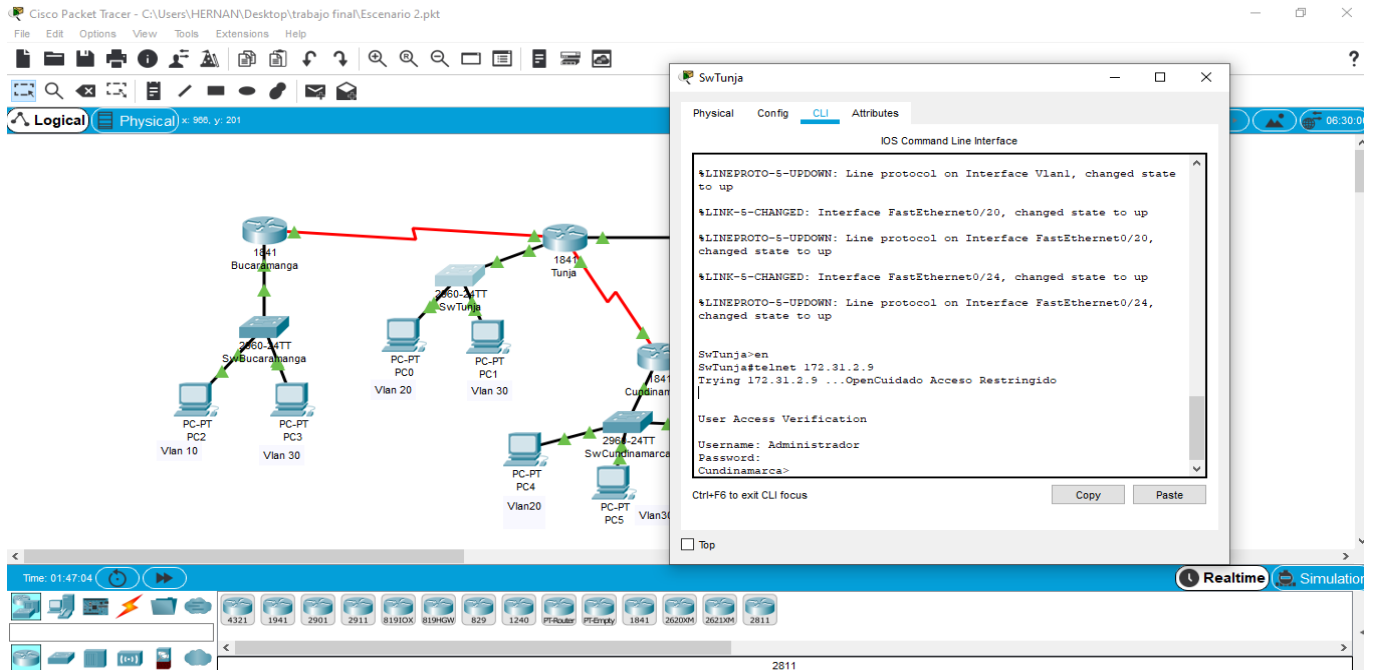 Cisco Packet Tracer - C:\Users\HERNAN\Desktop\trabajo final\Escenario 2.pkt
File Edit Options View Tools Extensions Help
?
Logical Physical x: 966, y: 201
06:30:0
1841
Bucaramanga
1841
Tunja
2960-24TT
SwTunja
2960-24TT
SwBucaramanga
PC-PT
PC0
PC-PT
PC1
Vlan 20
Vlan 30
1841
Cundinam
PC-PT
PC2
PC-PT
PC3
Vlan 10
Vlan 30
2960-24TT
SwCundinamarca
PC-PT
PC4
PC-PT
PC5
Vlan20
Vlan30
SwTunja
Physical Config CLI Attributes
IOS Command Line Interface
%LINEPROTO-5-UPDOWN: Line protocol on Interface Vlan1, changed state
to up
%LINK-5-CHANGED: Interface FastEthernet0/20, changed state to up
%LINEPROTO-5-UPDOWN: Line protocol on Interface FastEthernet0/20,
changed state to up
%LINK-5-CHANGED: Interface FastEthernet0/24, changed state to up
%LINEPROTO-5-UPDOWN: Line protocol on Interface FastEthernet0/24,
changed state to up
SwTunja>en
SwTunja#telnet 172.31.2.9
Trying 172.31.2.9 ...OpenCuidado Acceso Restringido
User Access Verification
Username: Administrador
Password:
Cundinamarca>
Ctrl+F6 to exit CLI focus
Copy Paste
Top
Time: 01:47:04
Realtime Simulation
4321 1941 2901 2911 819IOX 819HGW 829 1240 PT-Router PT-Empty 1841 2620XM 2621XM 2811
2811